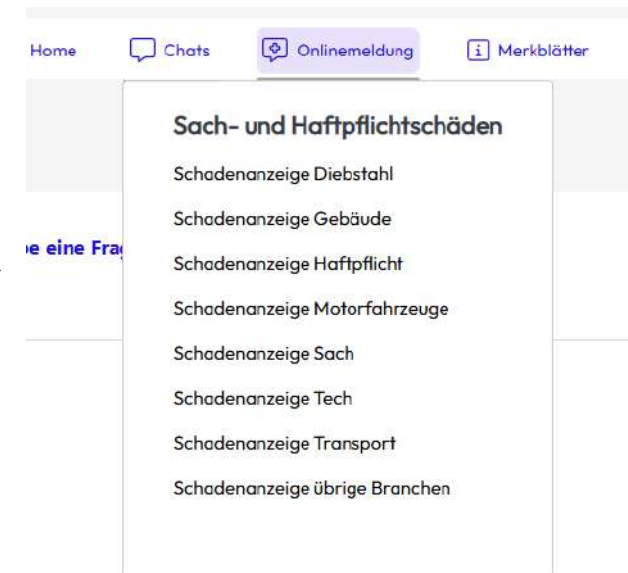 Home Chats Onlinemeldung Merkblätter
Sach- und Haftpflichtschäden
Schadenanzeige Diebstahl
Schadenanzeige Gebäude
eine
Schadenanzeige Haftpflicht
Schadenanzeige Motorfahrzeuge
Schadenanzeige Sach
Schadenanzeige Tech
Schadenanzeige Transport
Schadenanzeige übrige Branchen